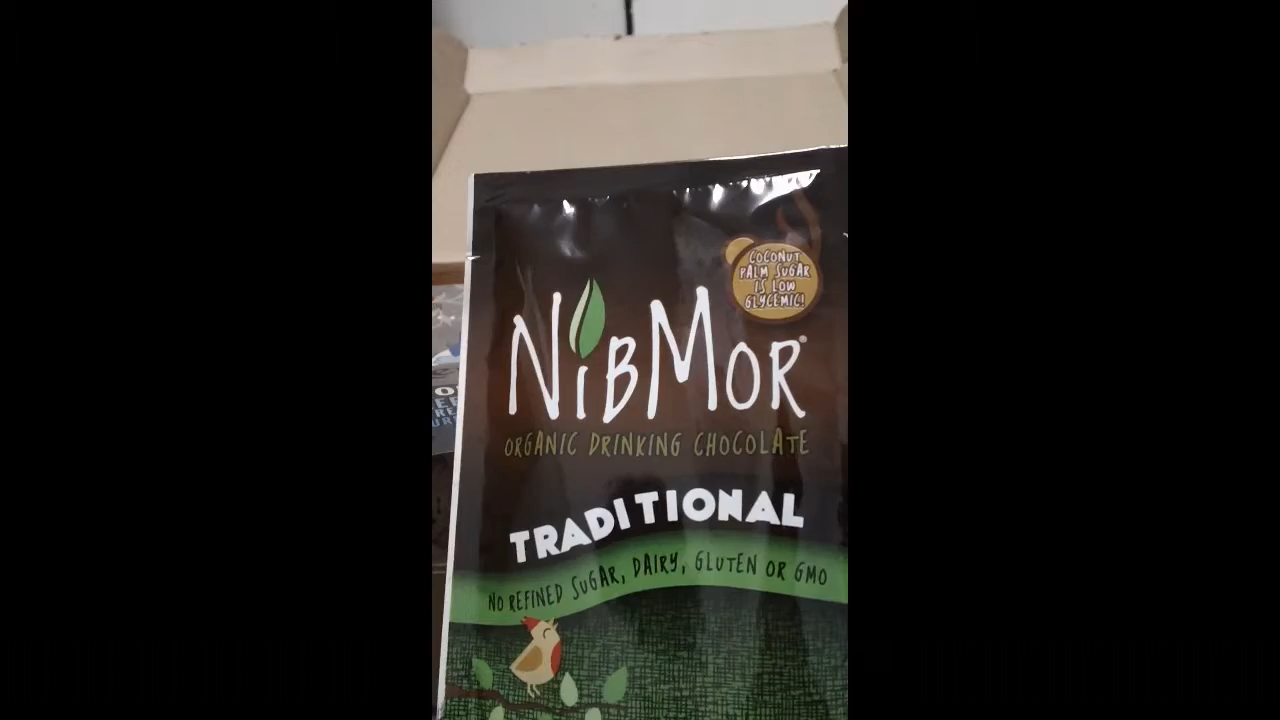 COCONUT
PALM SUGAR
IS LOW
GLYCEMIC!
NIBMOR®
ORGANIC DRINKING CHOCOLATE
TRADITIONAL
NO REFINED SUGAR, DAIRY, GLUTEN OR GMO